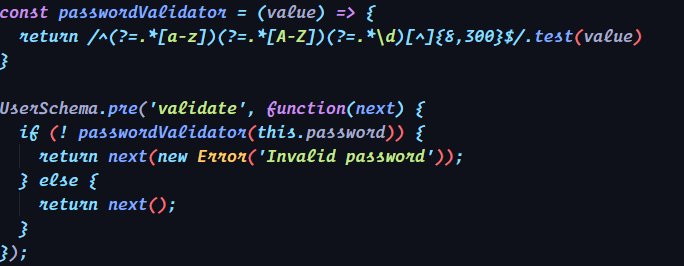 const passwordValidator = (value) => {
  return /^(?=.*[a-z])(?=.*[A-Z])(?=.*\d)[^]{8,300}$/.test(value)
}

UserSchema.pre('validate', function(next) {
  if (! passwordValidator(this.password)) {
    return next(new Error('Invalid password'));
  } else {
    return next();
  }
});